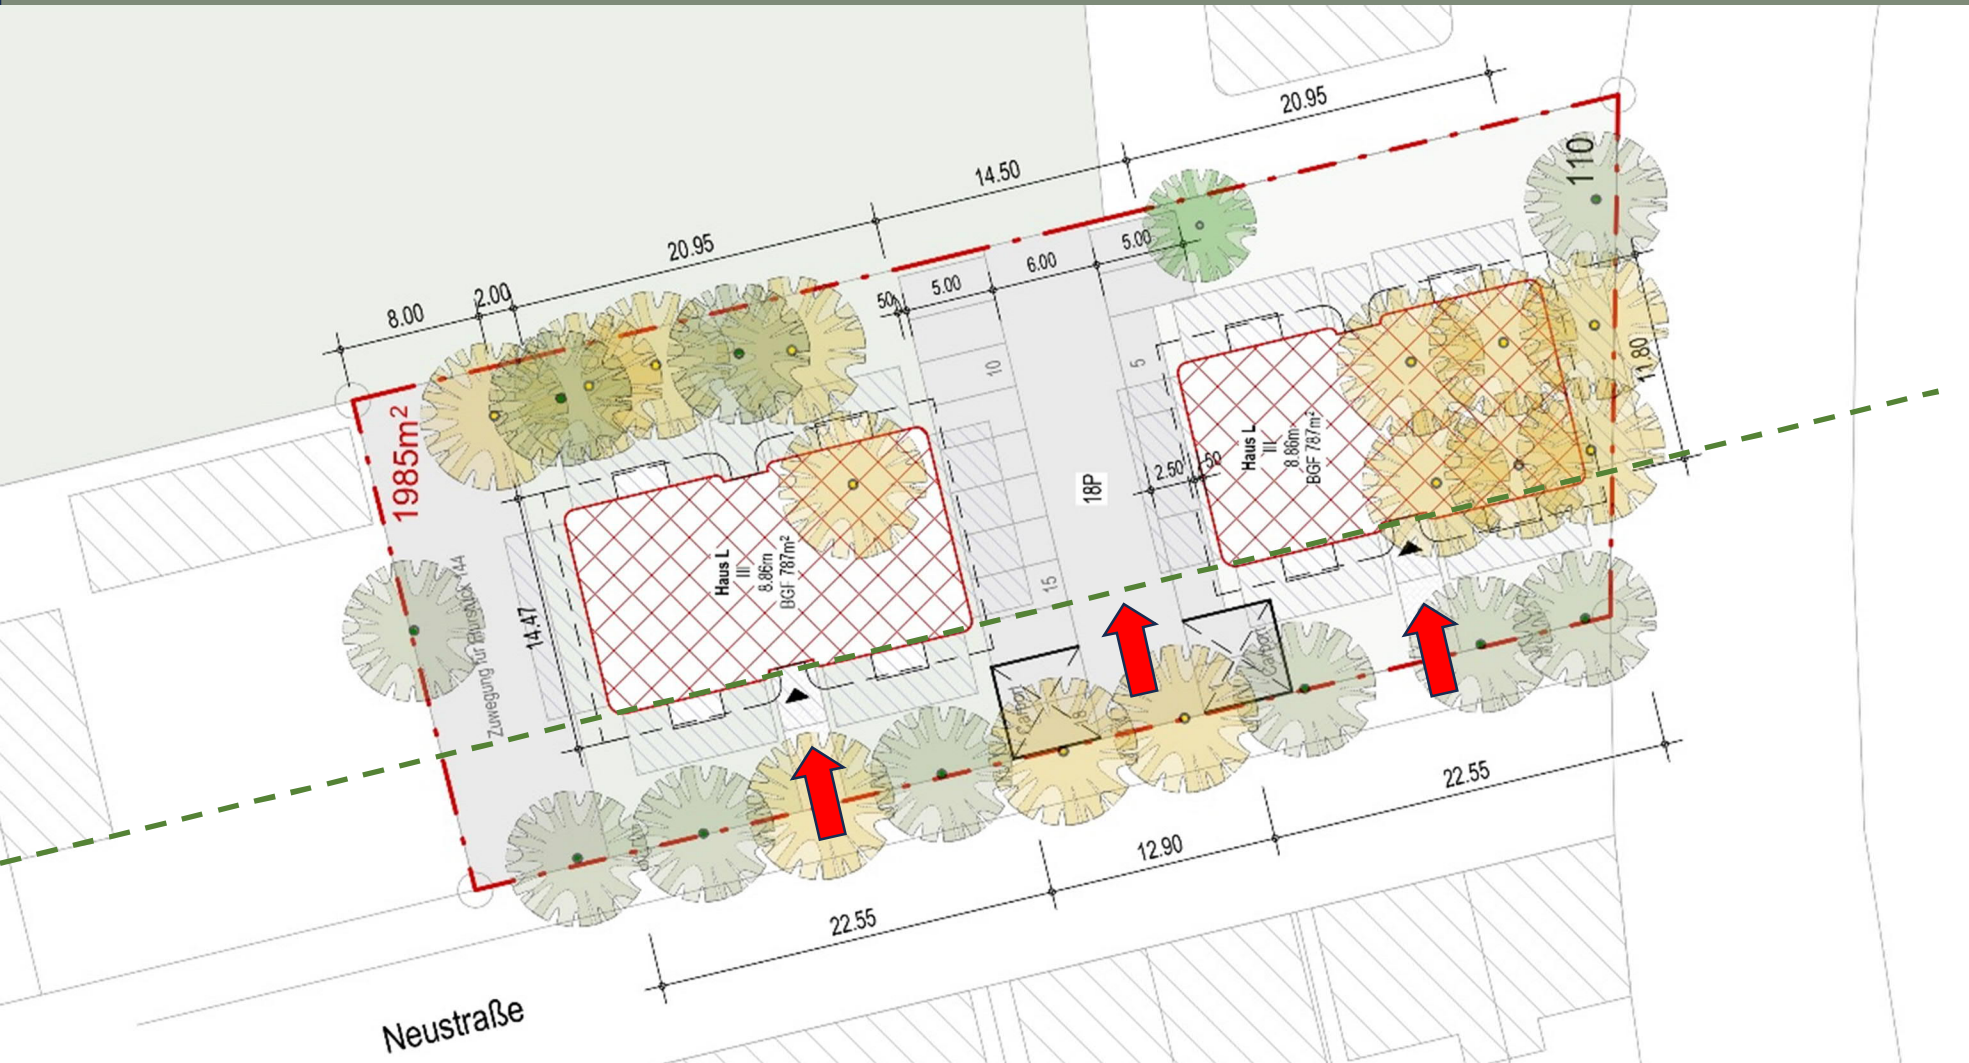 20.95
110
14.50
5.00
6.00
5.00
50
20.95
2.00
8.00
1985m²
10
5
11.80
18P
2.50
50
Haus L
III
8.86m
BGF 787m²
Haus L
III
8.86m
BGF 787m²
15
14.47
Zuwegung für Flurstück 144
Carport
Carport
22.55
12.90
22.55
Neustraße